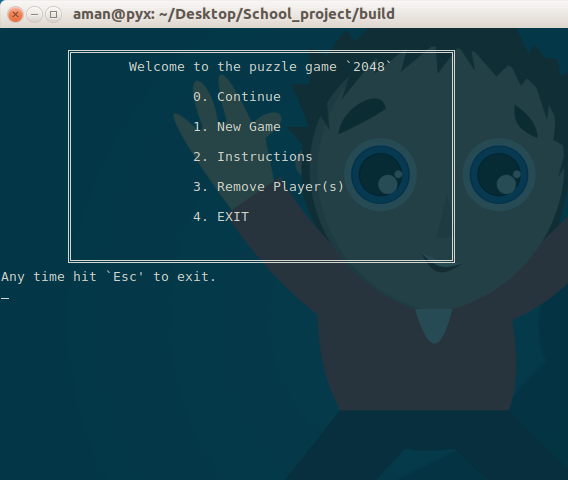 aman@pyx: ~/Desktop/School_project/build
Welcome to the puzzle game `2048`
0. Continue
1. New Game
2. Instructions
3. Remove Player(s)
4. EXIT
Any time hit `Esc' to exit.